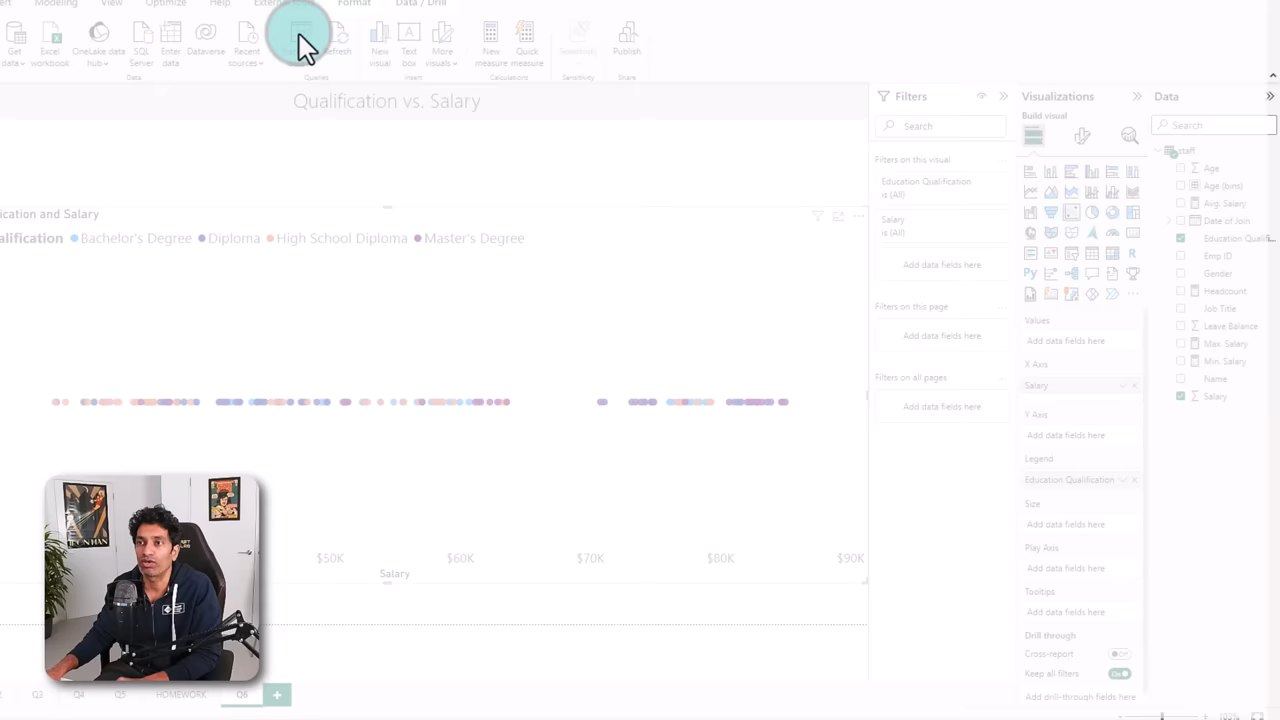 Modeling View Optimize Help External tools Format Data / Drill
Get data
Excel workbook
OneLake data hub
SQL Server
Enter data
Dataverse
Recent sources
Refresh
New visual
Text box
More visuals
New measure
Quick measure
Sensitivity
Publish
Data
Queries
Insert
Calculations
Sensitivity
Share
Qualification vs. Salary
ication and Salary
alification Bachelor's Degree Diploma High School Diploma Master's Degree
$50K $60K $70K $80K $90K
Salary
Q3 Q4 Q5 HOMEWORK Q6 +
Filters
Search
Filters on this visual
Education Qualification
is (All)
Salary
is (All)
Add data fields here
Filters on this page
Add data fields here
Filters on all pages
Add data fields here
Visualizations
Build visual
Values
Add data fields here
X Axis
Salary
Y Axis
Add data fields here
Legend
Education Qualification
Size
Add data fields here
Play Axis
Add data fields here
Tooltips
Add data fields here
Drill through
Cross-report Off
Keep all filters On
Add drill-through fields here
Data
Search
staff
Age
Age (bins)
Avg. Salary
Date of Join
Education Qualifi
Emp ID
Gender
Headcount
Job Title
Leave Balance
Max. Salary
Min. Salary
Name
Salary